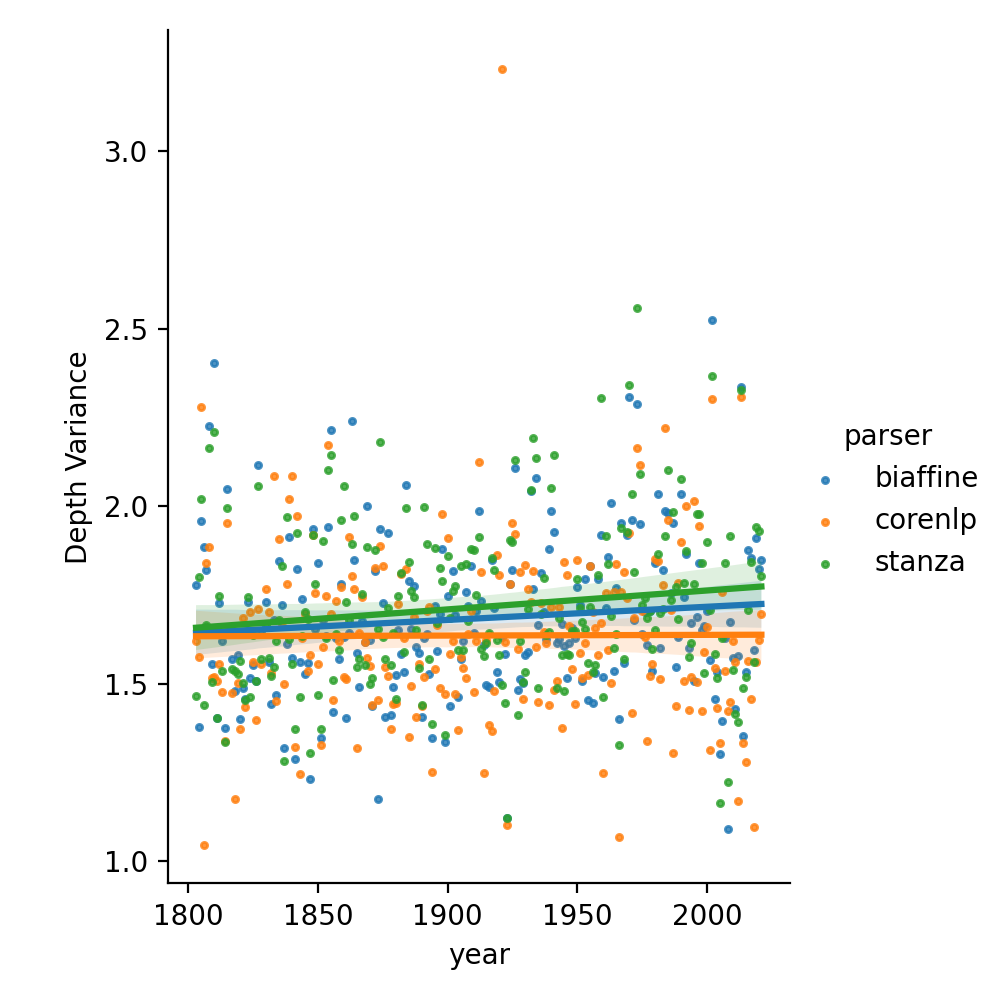 3.0
2.5
2.0
1.5
1.0
Depth Variance
1800 1850 1900 1950 2000
year
parser
biaffine
corenlp
stanza